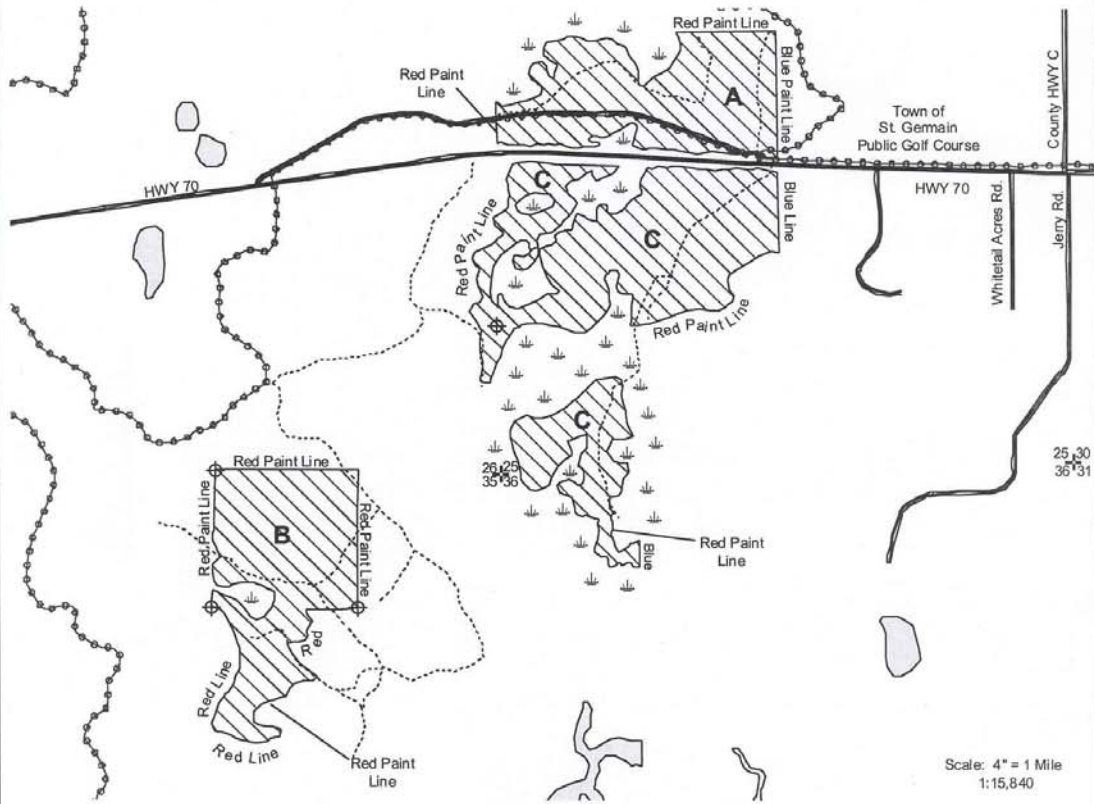 Red Paint Line
Blue Paint Line
County HWY C
Red Paint
Line
A
Town of
St. Germain
Public Golf Course
HWY 70
HWY 70
C
Red Paint Line
C
Blue Line
Whitetail Acres Rd.
Jerry Rd.
Red Paint Line
C
26 25
35 36
25 30
36 31
Red Paint Line
Red Paint Line
B
Red Paint Line
Red Paint
Line
Blue
Red
Red Line
Red Line
Red Paint
Line
Scale: 4" = 1 Mile
1:15,840